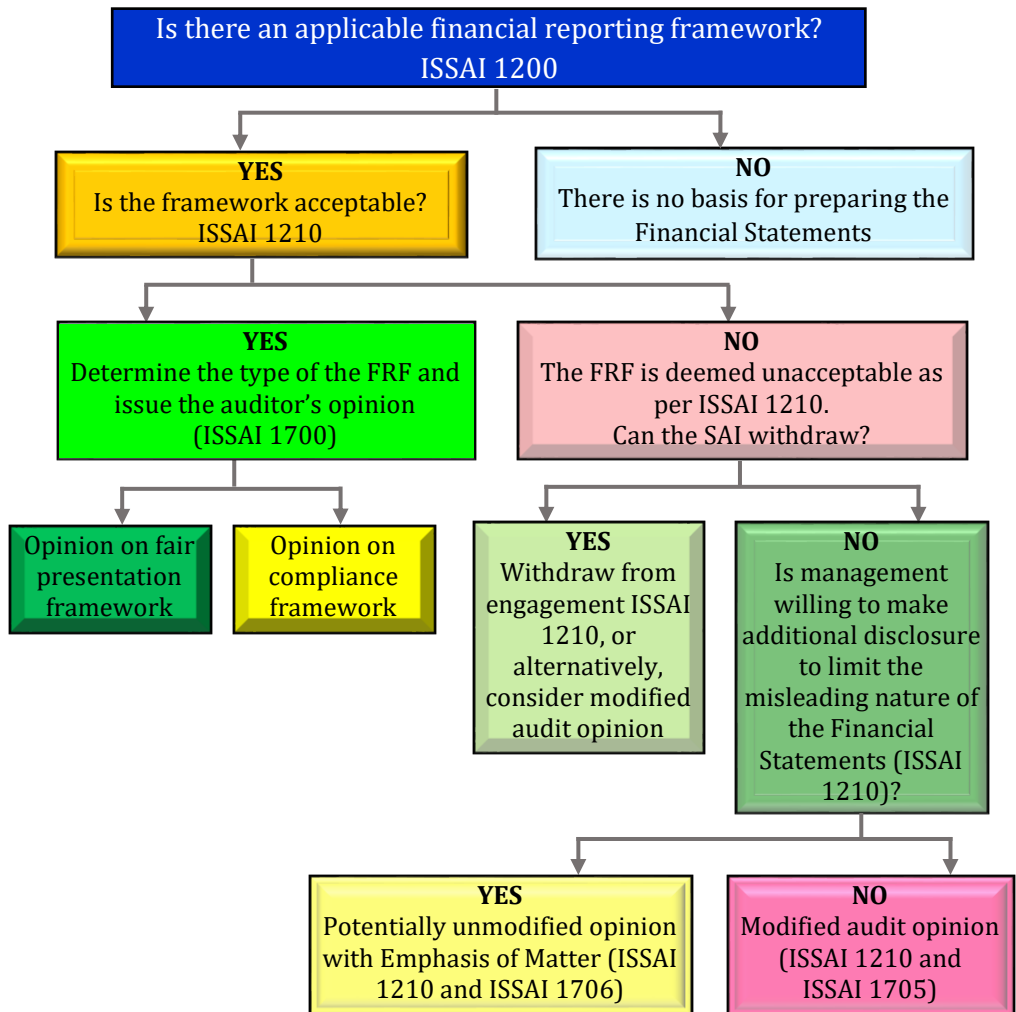 Is there an applicable financial reporting framework?
ISSAI 1200
YES
Is the framework acceptable?
ISSAI 1210
NO
There is no basis for preparing the
Financial Statements
YES
Determine the type of the FRF and
issue the auditor’s opinion
(ISSAI 1700)
NO
The FRF is deemed unacceptable as
per ISSAI 1210.
Can the SAI withdraw?
Opinion on fair
presentation
framework
Opinion on
compliance
framework
YES
Withdraw from
engagement ISSAI
1210, or
alternatively,
consider modified
audit opinion
NO
Is management
willing to make
additional disclosure
to limit the
misleading nature of
the Financial
Statements (ISSAI
1210)?
YES
Potentially unmodified opinion
with Emphasis of Matter (ISSAI
1210 and ISSAI 1706)
NO
Modified audit opinion
(ISSAI 1210 and
ISSAI 1705)